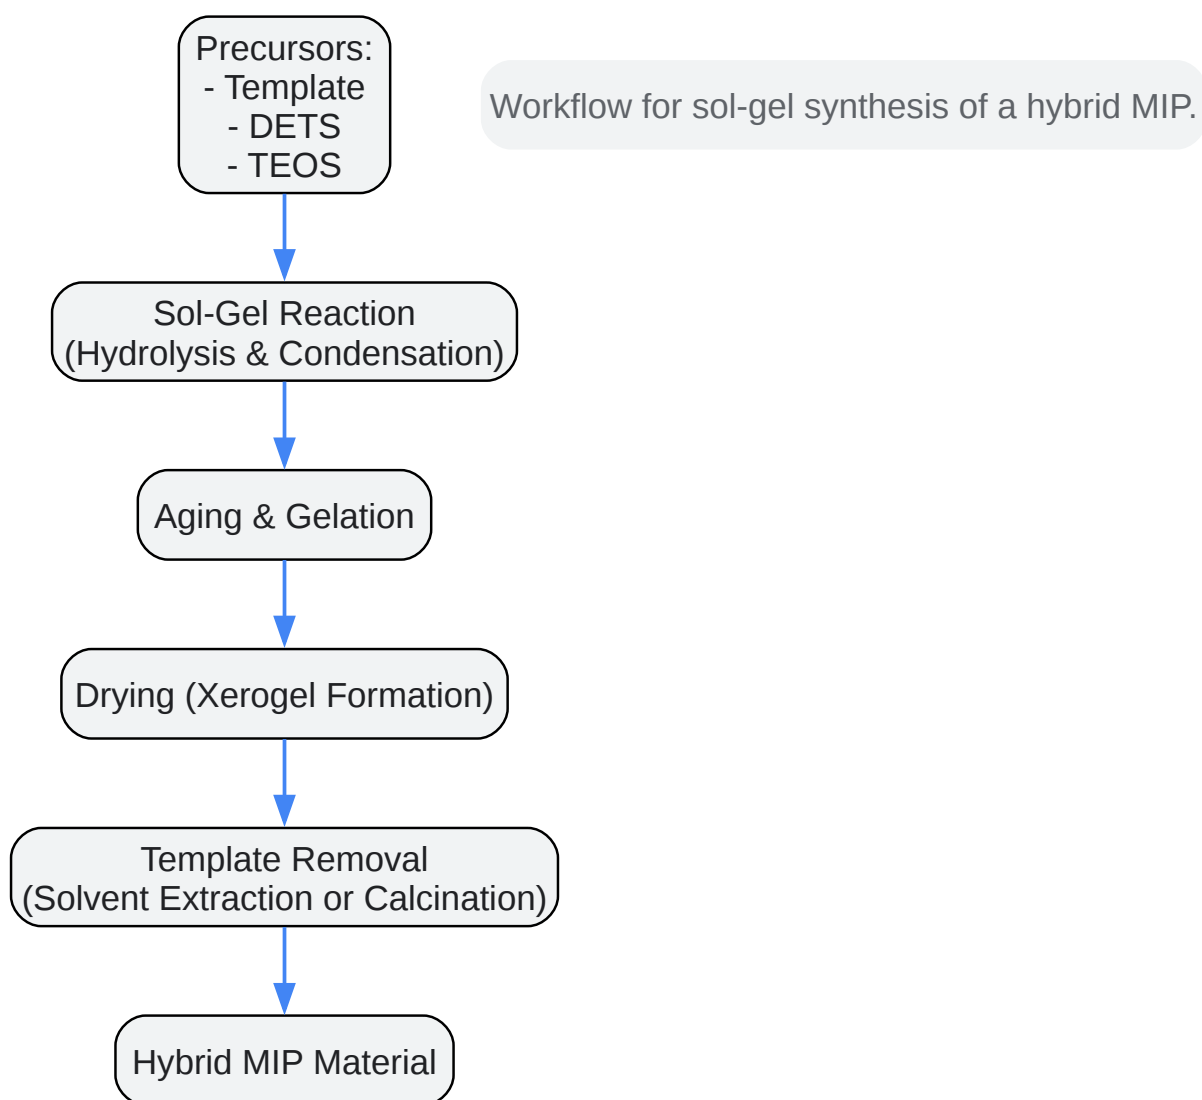 Precursors:
- Template
- DETS
- TEOS
Workflow for sol-gel synthesis of a hybrid MIP.
Sol-Gel Reaction
(Hydrolysis & Condensation)
Aging & Gelation
Drying (Xerogel Formation)
Template Removal
(Solvent Extraction or Calcination)
Hybrid MIP Material